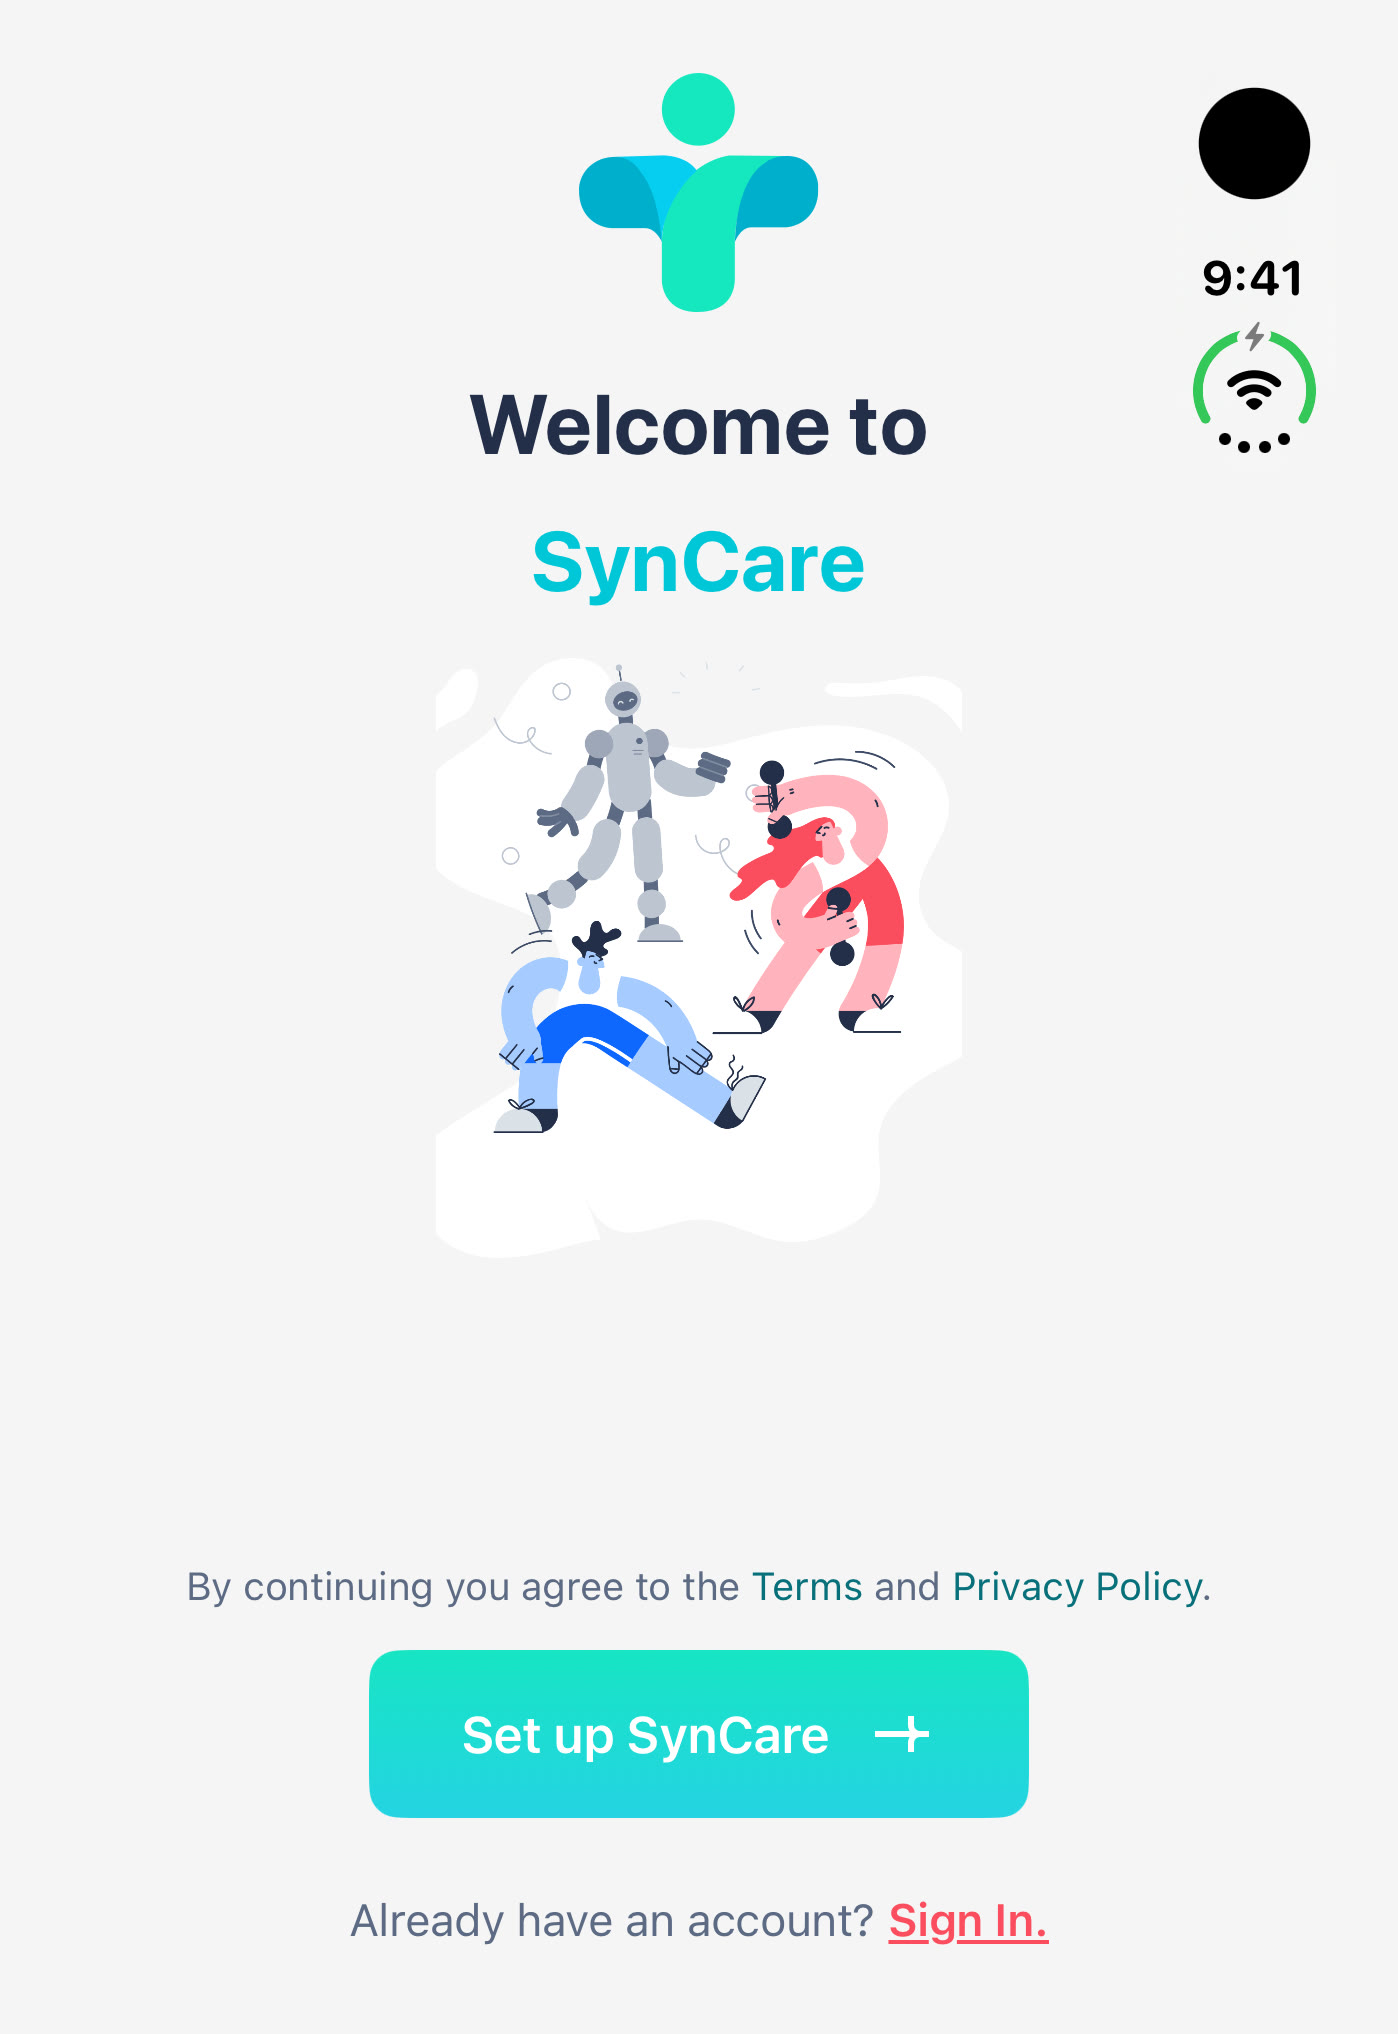 9:41
Welcome to
SynCare
By continuing you agree to the Terms and Privacy Policy.
Set up SynCare
Already have an account? Sign In.